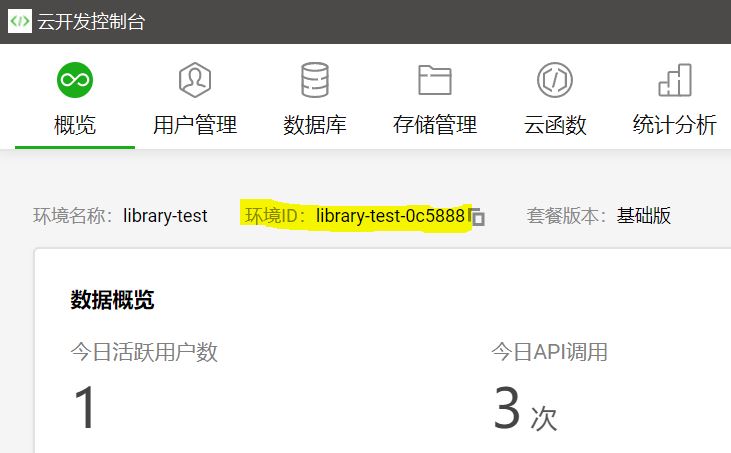 云开发控制台
概览 用户管理 数据库 存储管理 云函数 统计分析
环境名称: library-test 环境ID: library-test-0c5888 套餐版本: 基础版
数据概览
今日活跃用户数 今日API调用
1 3 次